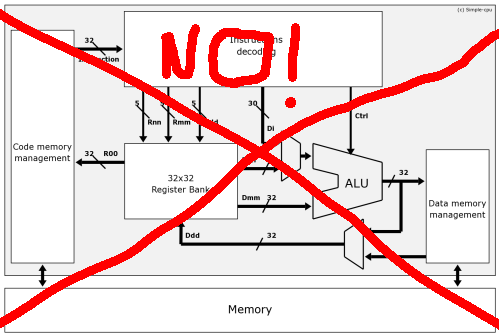 (c) Simple-cpu
NO!
Instructions
decoding
32
Instruction
5
5
5
30
Rnn
Rmm
Di
Ctrl
Code memory
management
32
R00
32x32
Register Bank
ALU
32
Data memory
management
Dmm
32
Ddd
32
Memory